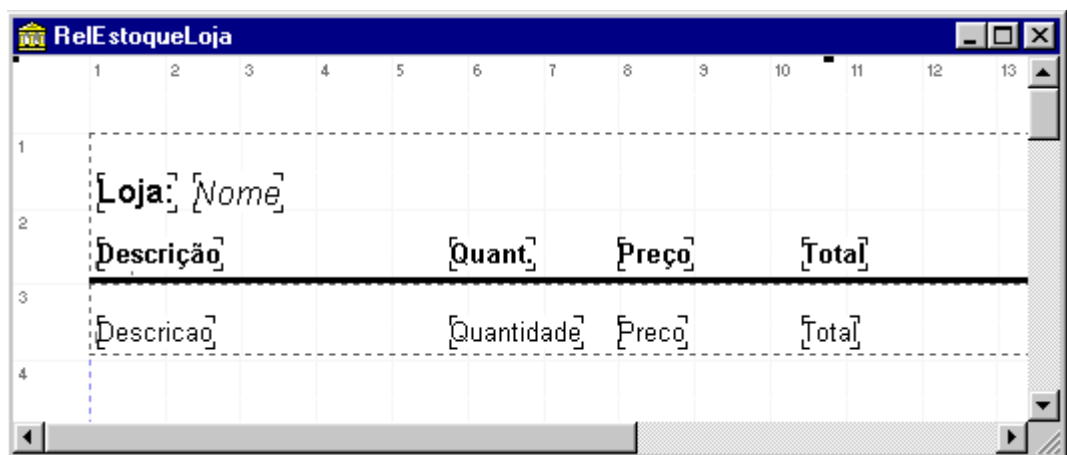 RelEstoqueLoja
1 2 3 4 5 6 7 8 9 10 11 12 13
1
Loja: Nome
2
Descrição Quant. Preço Total
3
Descricao Quantidade Preco Total
4